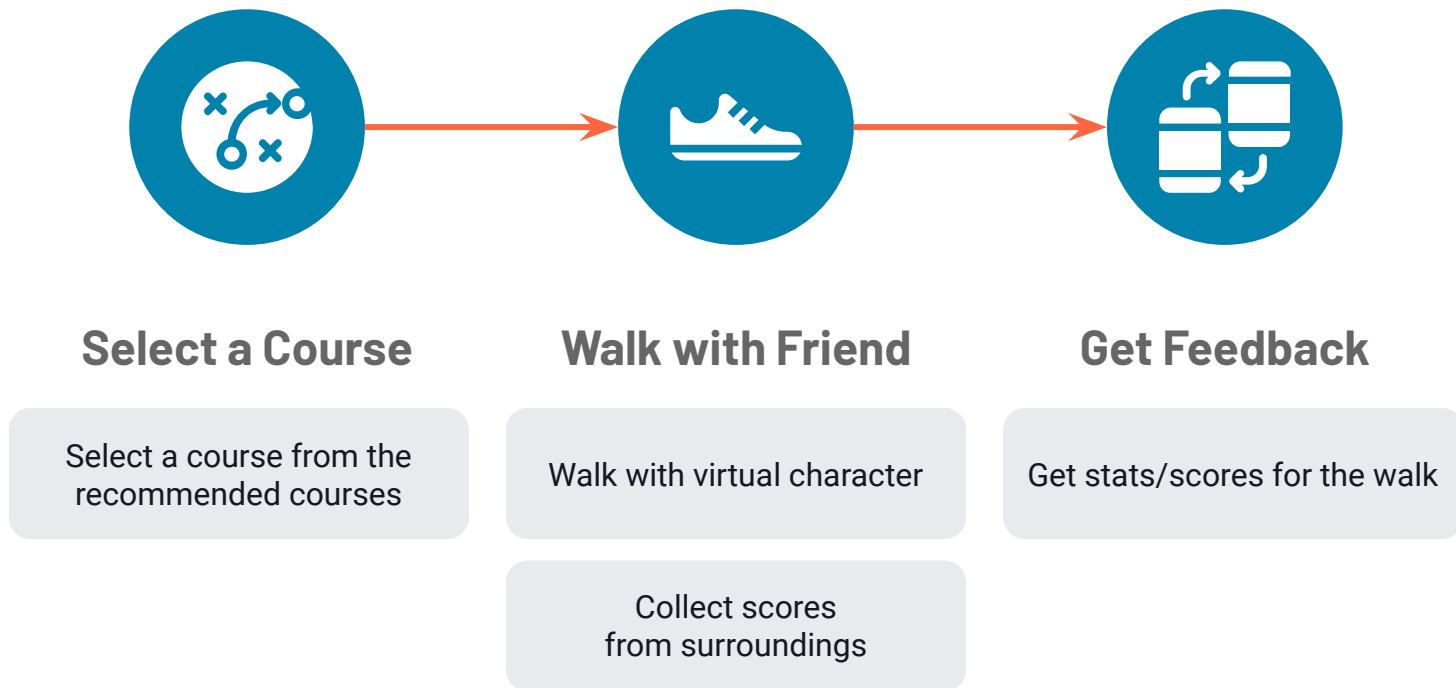 Select a Course
Select a course from the
recommended courses
Walk with Friend
Walk with virtual character
Collect scores
from surroundings
Get Feedback
Get stats/scores for the walk